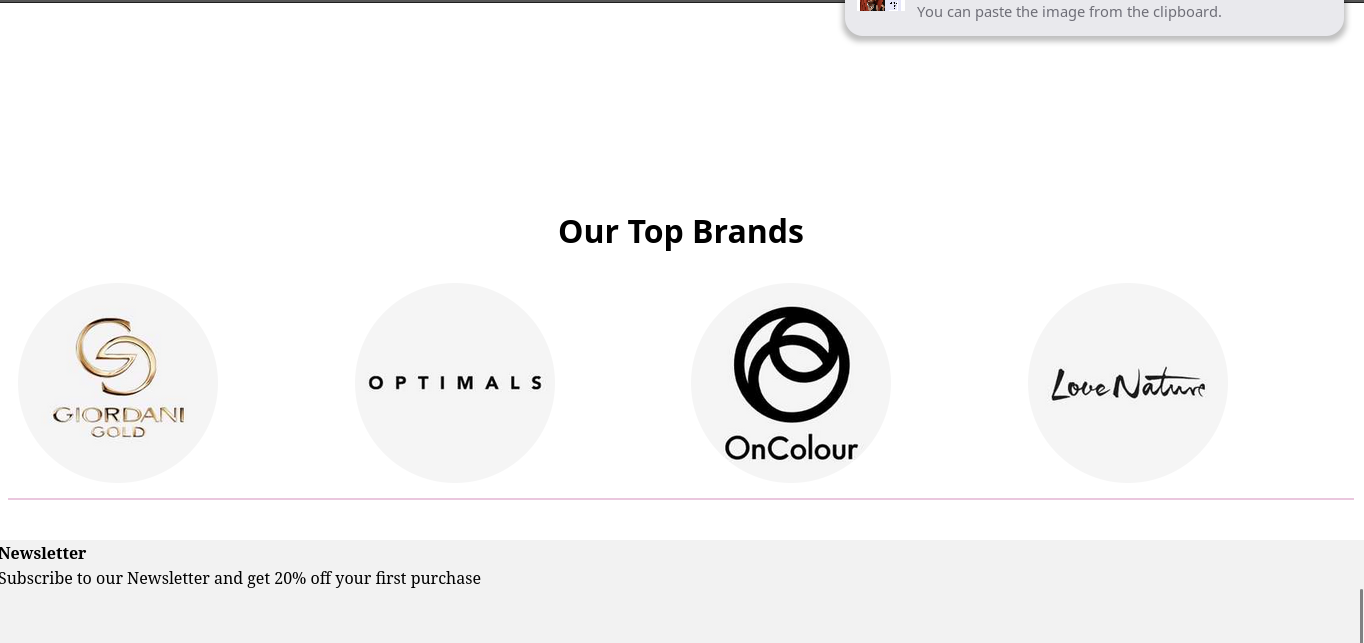 You can paste the image from the clipboard.
Our Top Brands
GIORDANI
GOLD
OPTIMALS
OnColour
Love Nature
Newsletter
Subscribe to our Newsletter and get 20% off your first purchase